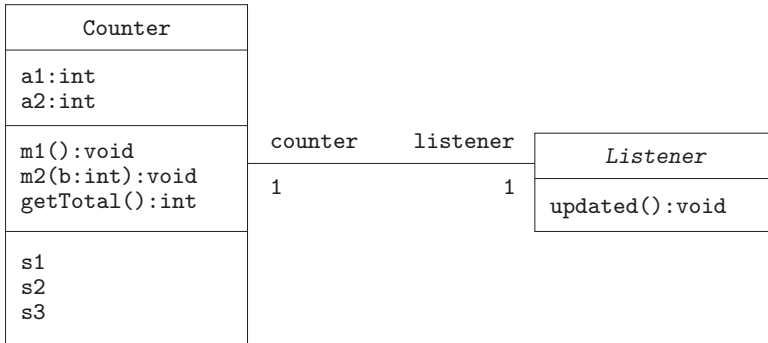 Counter
a1:int
a2:int
m1():void
m2(b:int):void
getTotal():int
s1
s2
s3
counter listener
1 1
Listener
updated():void